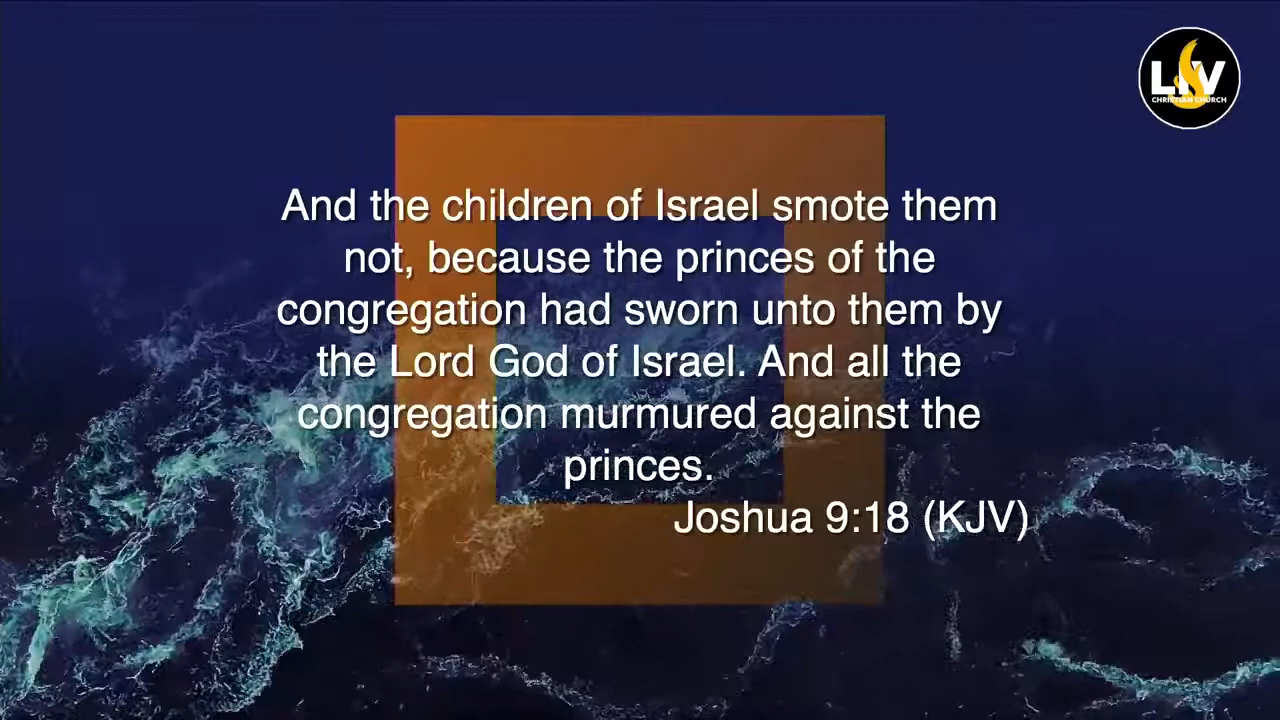 LIV
CHRISTIAN CHURCH
And the children of Israel smote them
not, because the princes of the
congregation had sworn unto them by
the Lord God of Israel. And all the
congregation murmured against the
princes.
Joshua 9:18 (KJV)